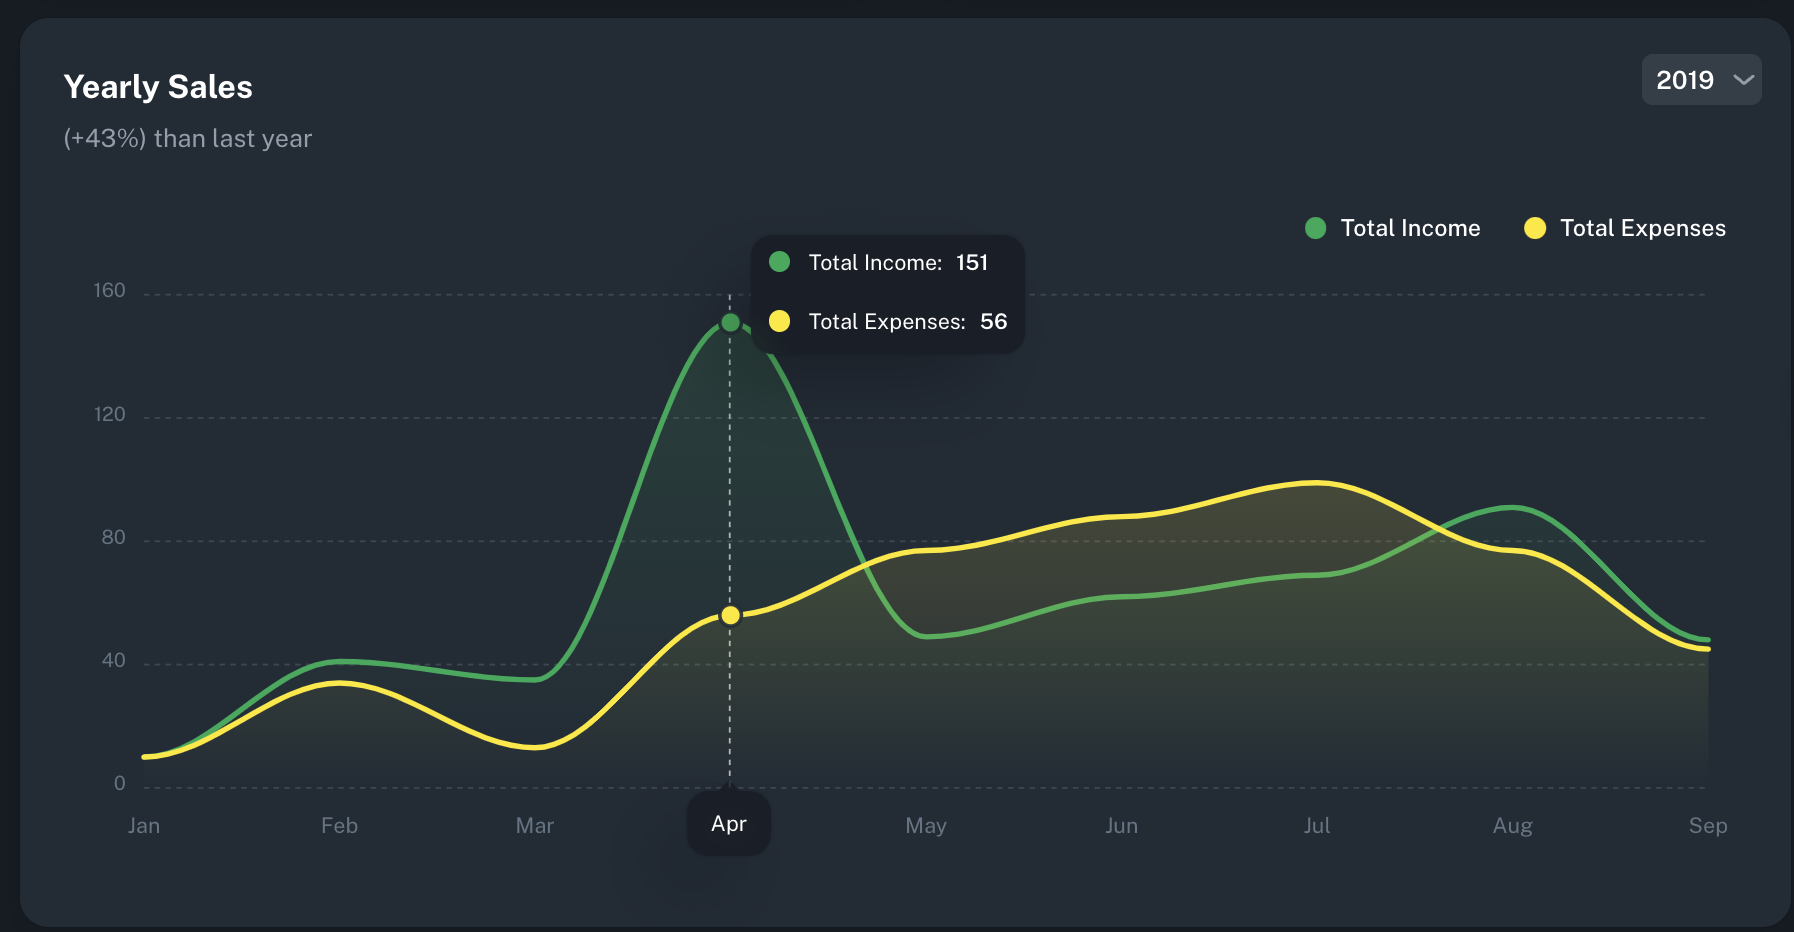 Yearly Sales
2019
(+43%) than last year
Total Income
Total Expenses
Total Income: 151
Total Expenses: 56
160
120
80
40
0
Jan
Feb
Mar
Apr
May
Jun
Jul
Aug
Sep